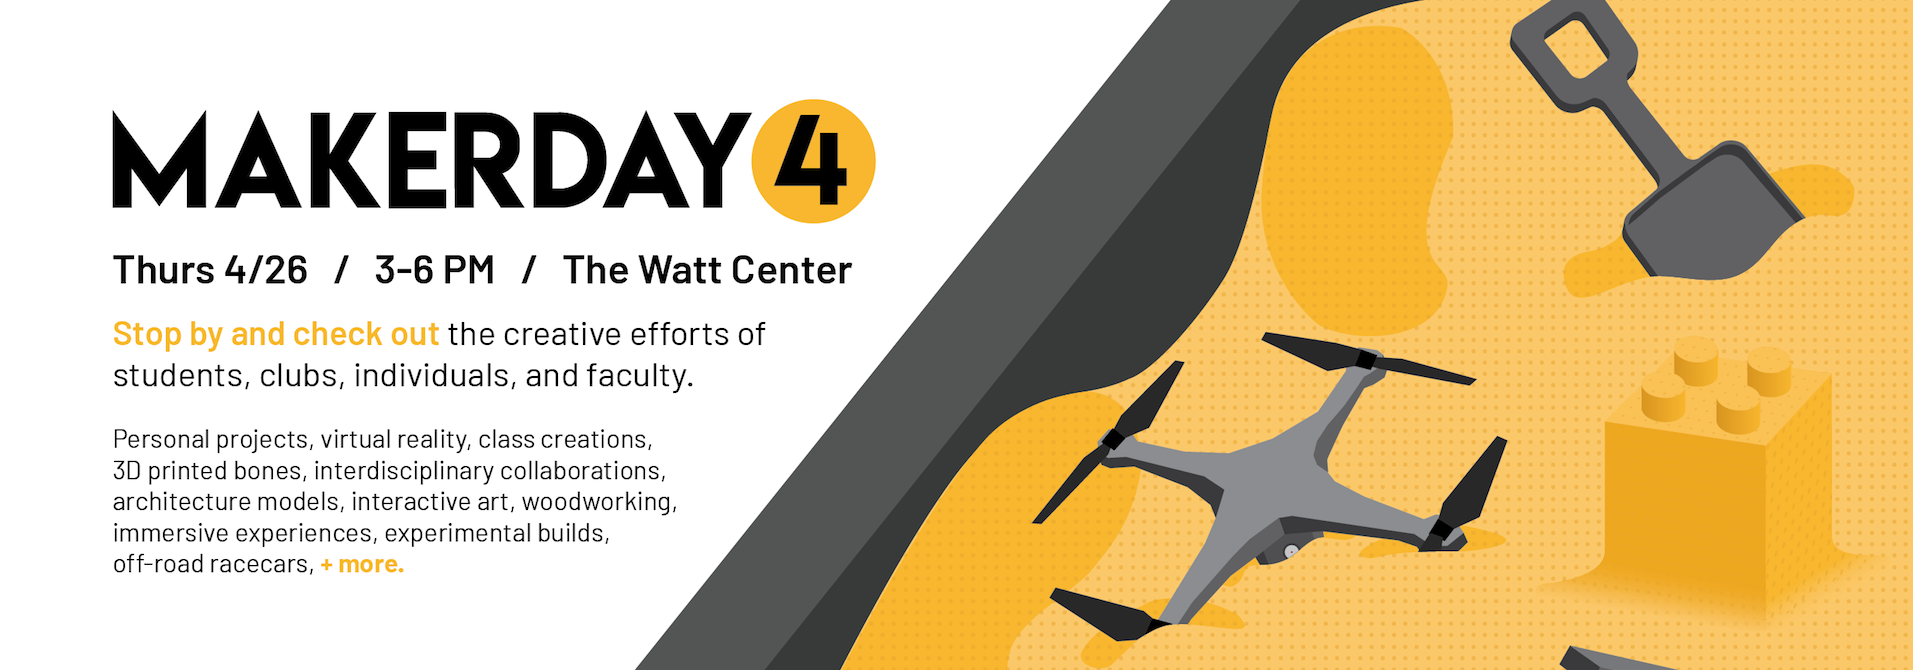 MAKERDAY 4
Thurs 4/26 / 3-6 PM / The Watt Center
Stop by and check out the creative efforts of
students, clubs, individuals, and faculty.
Personal projects, virtual reality, class creations,
3D printed bones, interdisciplinary collaborations,
architecture models, interactive art, woodworking,
immersive experiences, experimental builds,
off-road racecars, + more.